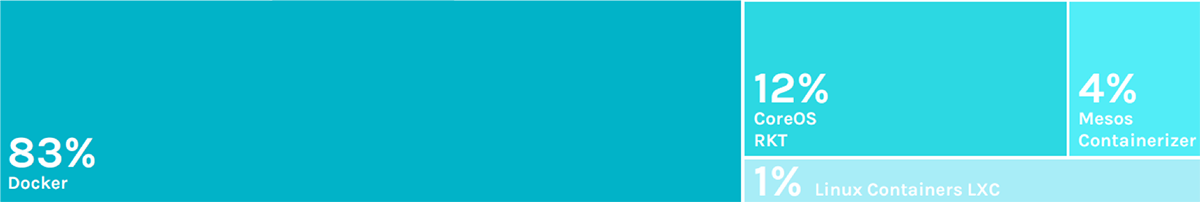 83%
Docker
12%
CoreOS
RKT
4%
Mesos
Containerizer
1% Linux Containers LXC